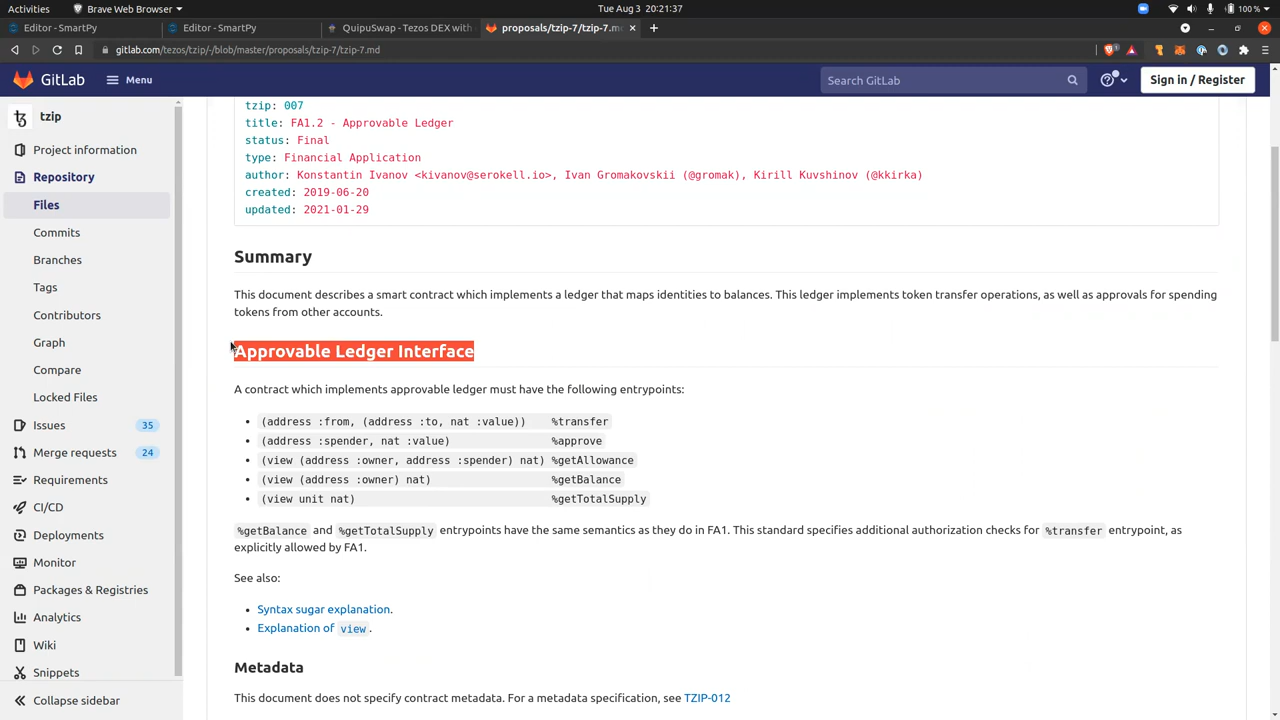 Activities
Brave Web Browser
Tue Aug 3 20:21:37
100 %
Editor - SmartPy
Editor - SmartPy
QuipuSwap - Tezos DEX with
proposals/tzip-7/tzip-7.m
gitlab.com/tezos/tzip/-/blob/master/proposals/tzip-7/tzip-7.md
GitLab
Menu
Search GitLab
Sign in / Register
tzip
Project information
Repository
Files
Commits
Branches
Tags
Contributors
Graph
Compare
Locked Files
Issues 35
Merge requests 24
Requirements
CI/CD
Deployments
Monitor
Packages & Registries
Analytics
Wiki
Snippets
Collapse sidebar
tzip: 007
title: FA1.2 - Approvable Ledger
status: Final
type: Financial Application
author: Konstantin Ivanov <kivanov@serokell.io>, Ivan Gromakovskii (@gromak), Kirill Kuvshinov (@kkirka)
created: 2019-06-20
updated: 2021-01-29
Summary
This document describes a smart contract which implements a ledger that maps identities to balances. This ledger implements token transfer operations, as well as approvals for spending
tokens from other accounts.
Approvable Ledger Interface
A contract which implements approvable ledger must have the following entrypoints:
(address :from, (address :to, nat :value)) %transfer
(address :spender, nat :value) %approve
(view (address :owner, address :spender) nat) %getAllowance
(view (address :owner) nat) %getBalance
(view unit nat) %getTotalSupply
%getBalance and %getTotalSupply entrypoints have the same semantics as they do in FA1. This standard specifies additional authorization checks for %transfer entrypoint, as
explicitly allowed by FA1.
See also:
Syntax sugar explanation.
Explanation of view.
Metadata
This document does not specify contract metadata. For a metadata specification, see TZIP-012